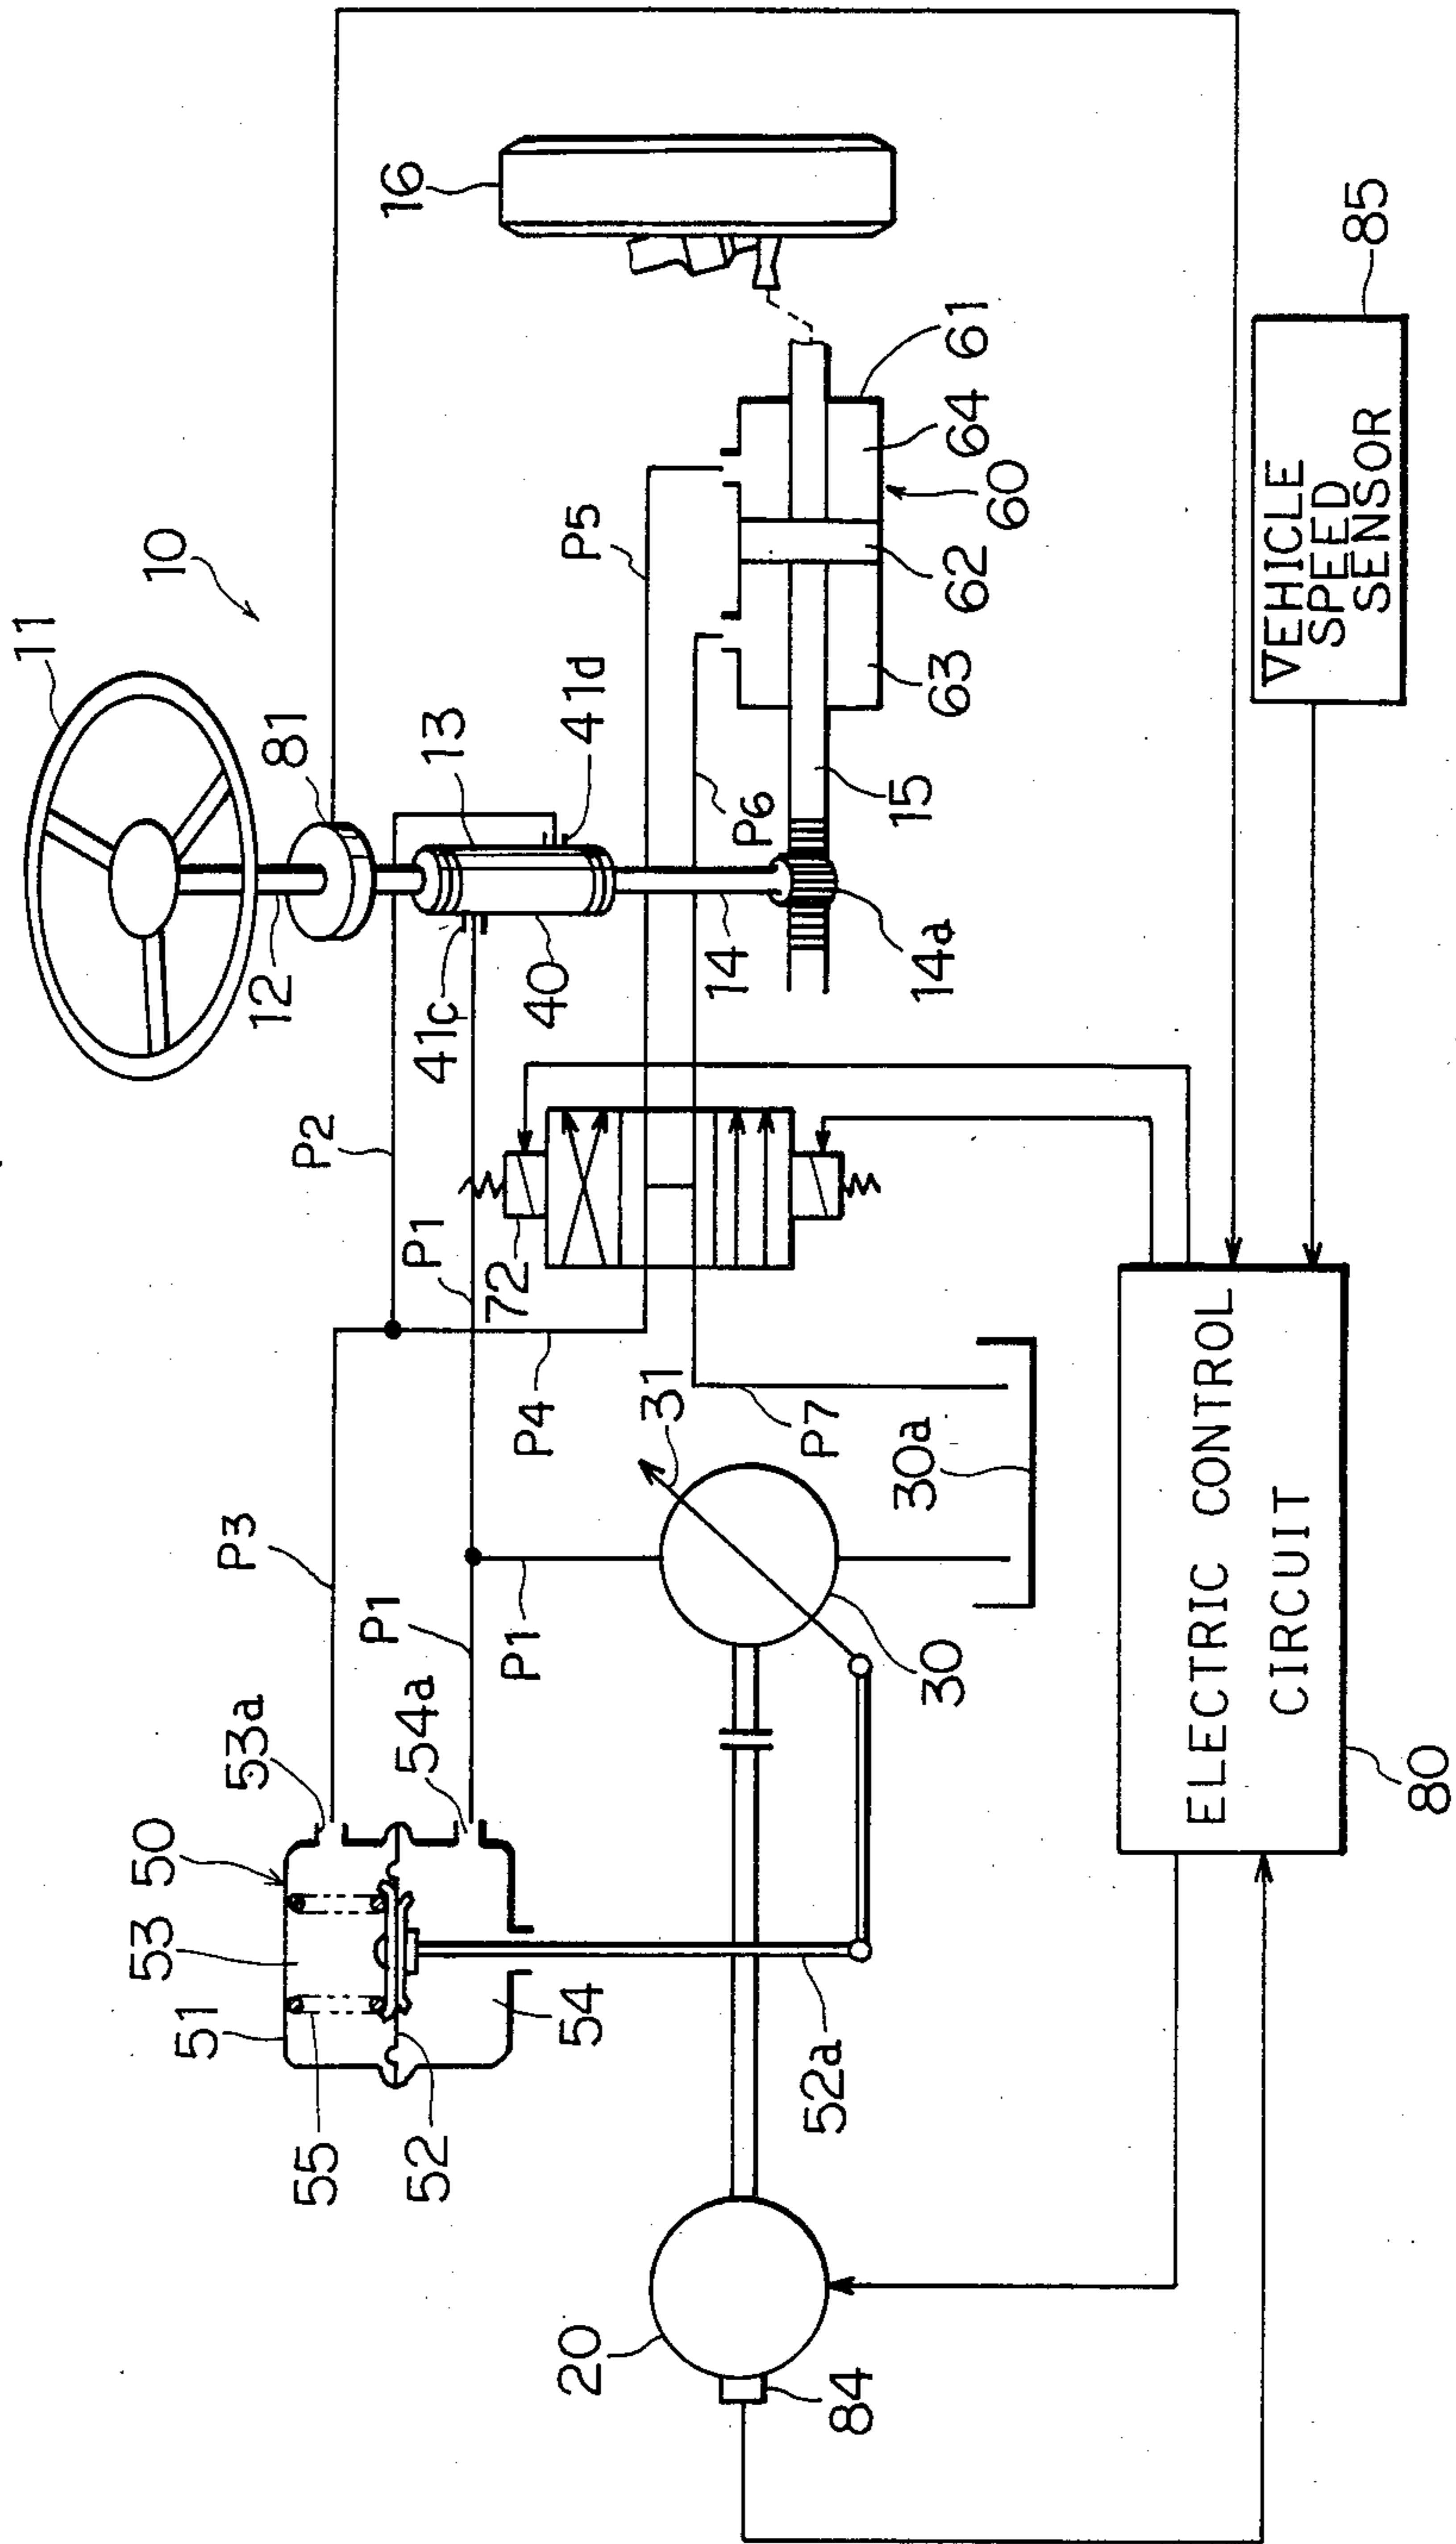 10
11
12
81
13
41d
41c
40
14
14a
15
16
P2
P1
72
P5
P6
61
64
60
62
63
P3
P4
P7
31
30a
P1
P1
30
53a
54a
50
53
51
54
55
52
52a
20
84
ELECTRIC CONTROL
CIRCUIT
80
VEHICLE
SPEED
SENSOR
85